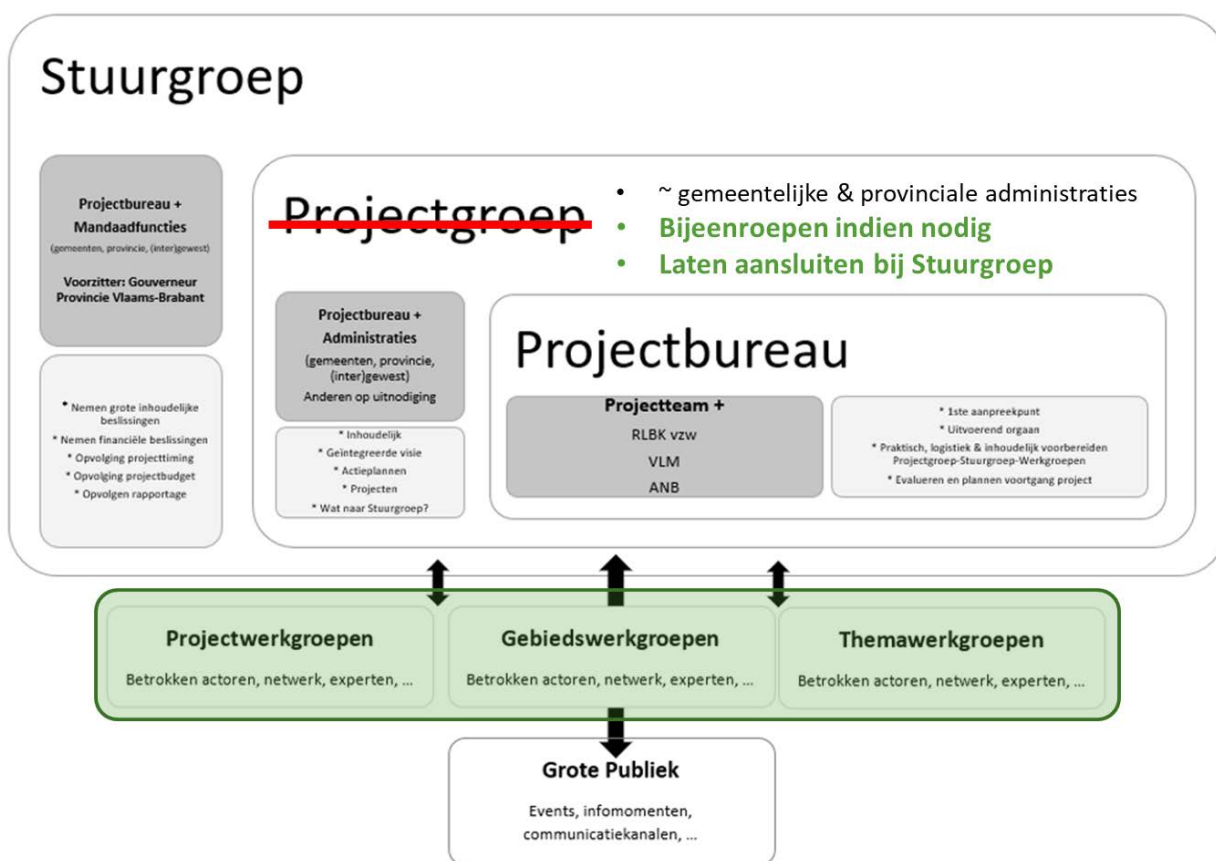 Stuurgroep
Projectbureau +
Mandaadfuncties
(gemeenten, provincie, (inter)gewest)
Voorzitter: Gouverneur
Provincie Vlaams-Brabant
* Nemen grote inhoudelijke
beslissingen
* Nemen financiële beslissingen
* Opvolging projecttiming
* Opvolging projectbudget
* Opvolgen rapportage
Projectgroep
• ~ gemeentelijke & provinciale administraties
• Bijeenroepen indien nodig
• Laten aansluiten bij Stuurgroep
Projectbureau +
Administraties
(gemeenten, provincie,
(inter)gewest)
Anderen op uitnodiging
* Inhoudelijk
* Geïntegreerde visie
* Actieplannen
* Projecten
* Wat naar Stuurgroep?
Projectbureau
Projectteam +
RLBK vzw
VLM
ANB
* 1ste aanpreekpunt
* Uitvoerend orgaan
* Praktisch, logistiek & inhoudelijk voorbereiden
Projectgroep-Stuurgroep-Werkgroepen
* Evalueren en plannen voortgang project
Projectwerkgroepen
Betrokken actoren, netwerk, experten, ...
Gebiedswerkgroepen
Betrokken actoren, netwerk, experten, ...
Themawerkgroepen
Betrokken actoren, netwerk, experten, ...
Grote Publiek
Events, infomomenten,
communicatiekanalen, ...